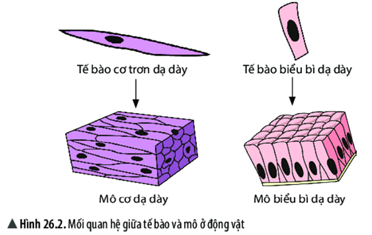 Tế bào cơ trơn dạ dày
Tế bào biểu bì dạ dày
Mô cơ dạ dày
Mô biểu bì dạ dày
▲ Hình 26.2. Mối quan hệ giữa tế bào và mô ở động vật